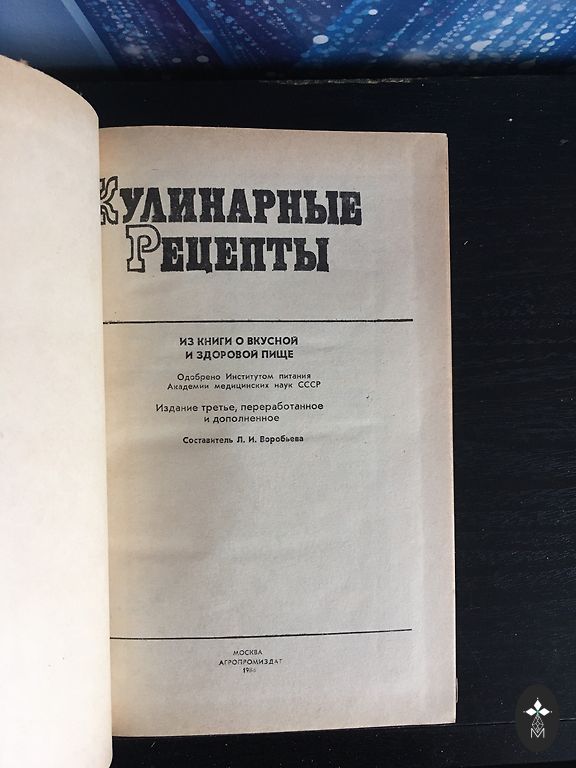 Кулинарные
Рецепты
ИЗ КНИГИ О ВКУСНОЙ
И ЗДОРОВОЙ ПИЩЕ
Одобрено Институтом питания
Академии медицинских наук СССР
Издание третье, переработанное
и дополненное
Составитель Л. И. Воробьева
МОСКВА
АГРОПРОМИЗДАТ
1986